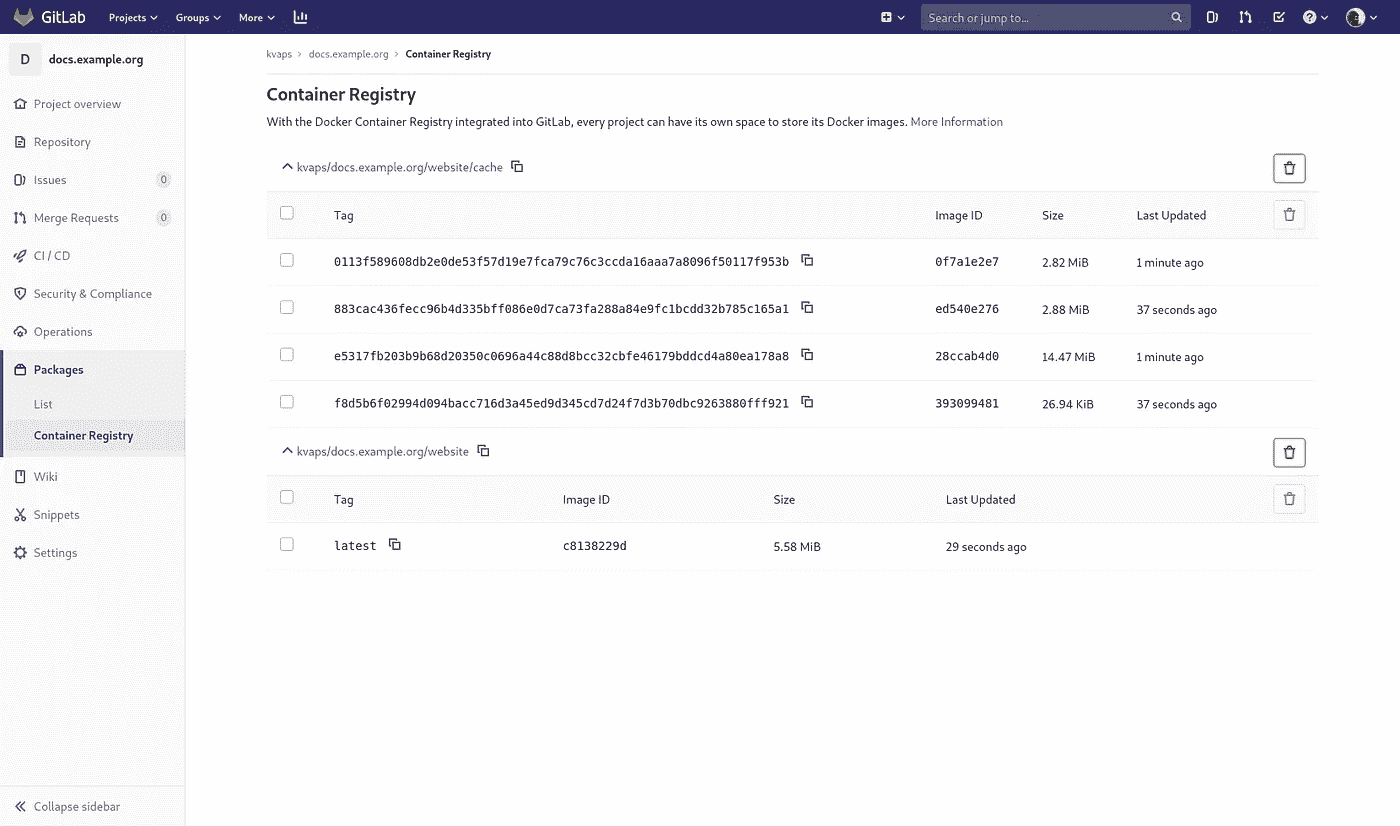 GitLab Projects Groups More Search or jump to...
D docs.example.org
Project overview
Repository
Issues 0
Merge Requests 0
CI / CD
Security & Compliance
Operations
Packages
List
Container Registry
Wiki
Snippets
Settings
Collapse sidebar
kvaps > docs.example.org > Container Registry
Container Registry
With the Docker Container Registry integrated into GitLab, every project can have its own space to store its Docker images. More Information
kvaps/docs.example.org/website/cache
Tag Image ID Size Last Updated
0113f589608db2e0de53f57d19e7fca79c76c3ccda16aaa7a8096f50117f953b 0f7a1e2e7 2.82 MiB 1 minute ago
883cac436fecc96b4d335bff086e0d7ca73fa288a84e9fc1bcdd32b785c165a1 ed540e276 2.88 MiB 37 seconds ago
e5317fb203b9b68d20350c0696a44c88d8bcc32cbfe46179bddcd4a80ea178a8 28ccab4d0 14.47 MiB 1 minute ago
f8d5b6f02994d094bacc716d3a45ed9d345cd7d24f7d3b70dbc9263880fff921 393099481 26.94 KiB 37 seconds ago
kvaps/docs.example.org/website
Tag Image ID Size Last Updated
latest c8138229d 5.58 MiB 29 seconds ago